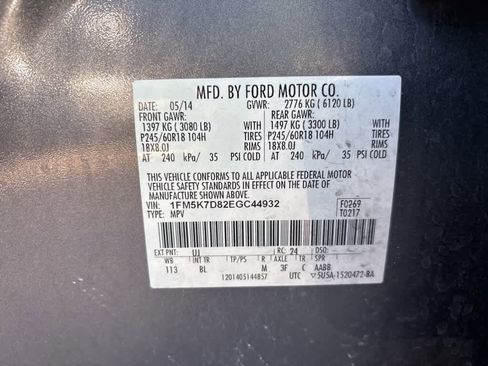 MFD. BY FORD MOTOR CO.
DATE: 05/14 GVWR: 2776 KG ( 6120 LB)
FRONT GAWR: REAR GAWR:
1397 KG ( 3080 LB) WITH 1497 KG ( 3300 LB) WITH
P245/60R18 104H TIRES P245/60R18 104H TIRES
18X8.0J RIMS 18X8.0J RIMS
AT 240 kPa/ 35 PSI COLD AT 240 kPa/ 35 PSI COLD
THIS VEHICLE CONFORMS TO ALL APPLICABLE FEDERAL MOTOR
VEHICLE SAFETY STANDARDS IN EFFECT ON THE DATE OF MANUFACTURE
SHOWN ABOVE.
VIN: 1FM5K7D82EGC44932 F0269
TYPE: MPV T0217
EXT PNT: UJ RC: 24 DSO:
WB INT TR TP/PS R AXLE TR SPR
113 BL M 3F C AABB
1201405144857 UTC ▽5U5A-1520472-BA